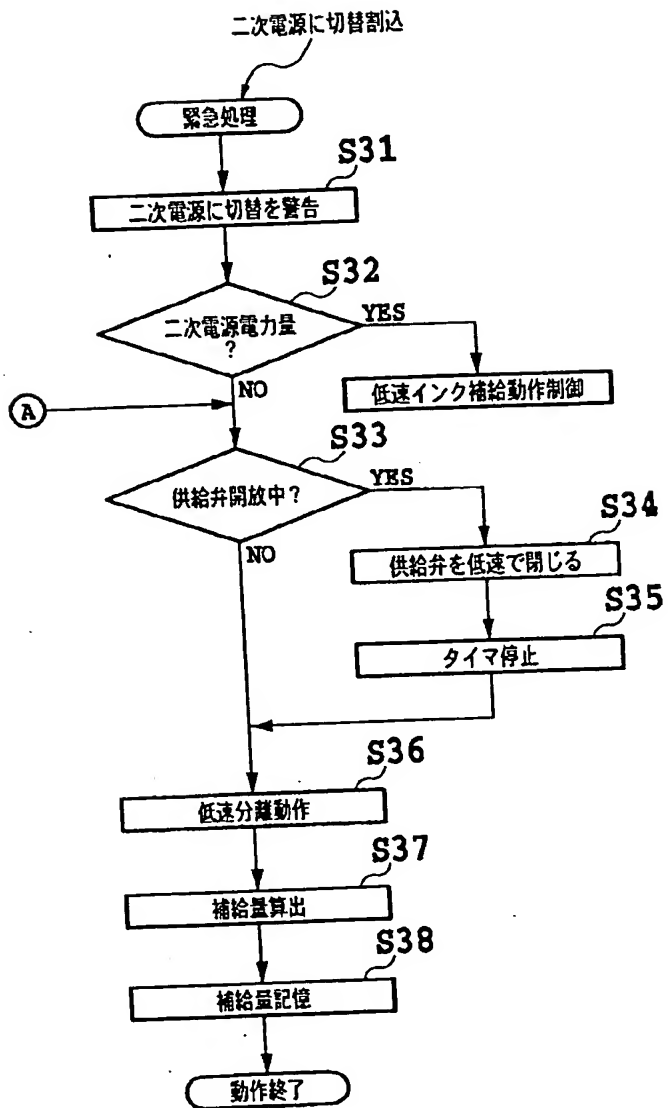 二次電源に切替割込
緊急処理
S31
二次電源に切替を警告
S32
二次電源電力量
?
YES
NO
低速インク補給動作制御
A
S33
供給弁開放中?
YES
NO
S34
供給弁を低速で閉じる
S35
タイマ停止
S36
低速分離動作
S37
補給量算出
S38
補給量記憶
動作終了